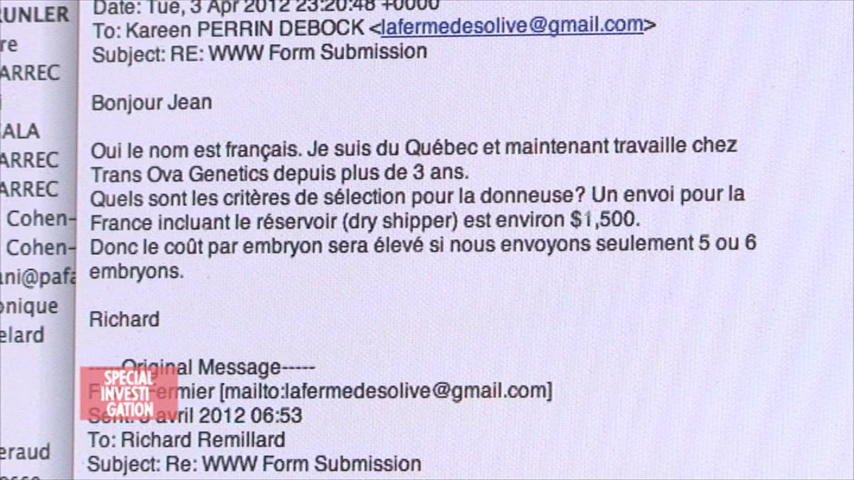 RUNLER
re
ARREC
ALA
ARREC
ARREC
Cohen-
Cohen-
ani@pafa
onique
elard
eraud
Date: Tue, 3 Apr 2012 23:20:48 +0000
To: Kareen PERRIN DEBOCK <lafermedesolive@gmail.com>
Subject: RE: WWW Form Submission
Bonjour Jean
Oui le nom est français. Je suis du Québec et maintenant travaille chez
Trans Ova Genetics depuis plus de 3 ans.
Quels sont les critères de sélection pour la donneuse? Un envoi pour la
France incluant le réservoir (dry shipper) est environ $1,500.
Donc le coût par embryon sera élevé si nous envoyons seulement 5 ou 6
embryons.
Richard
-----Original Message-----
Fermier [mailto:lafermedesolive@gmail.com]
Sent: 3 avril 2012 06:53
To: Richard Remillard
Subject: Re: WWW Form Submission
SPECIAL
INVESTI
GATION